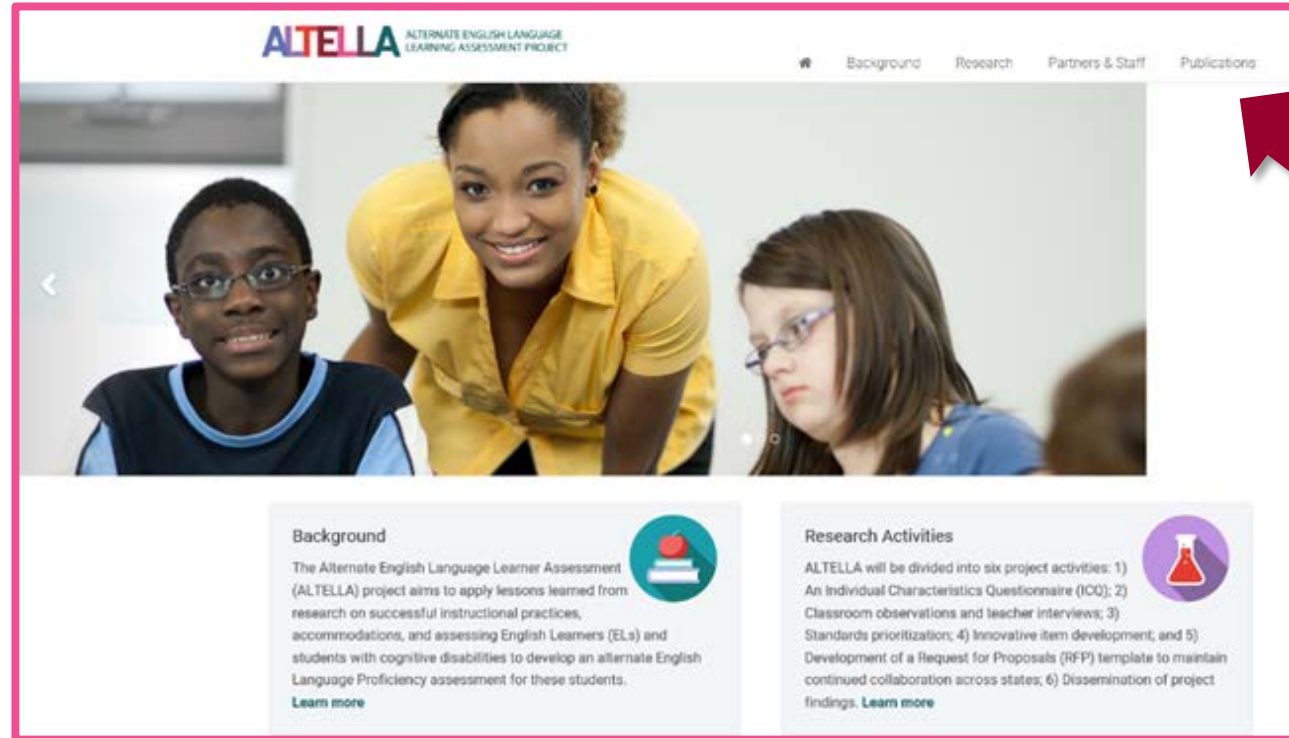 ALTELLA
ALTERNATE ENGLISH LANGUAGE
LEARNING ASSESSMENT PROJECT
Background Research Partners & Staff Publications
Background
The Alternate English Language Learner Assessment
(ALTELLA) project aims to apply lessons learned from
research on successful instructional practices,
accommodations, and assessing English Learners (ELs) and
students with cognitive disabilities to develop an alternate English
Language Proficiency assessment for these students.
Learn more
Research Activities
ALTELLA will be divided into six project activities: 1)
An Individual Characteristics Questionnaire (ICQ); 2)
Classroom observations and teacher interviews; 3)
Standards prioritization; 4) Innovative item development; and 5)
Development of a Request for Proposals (RFP) template to maintain
continued collaboration across states; 6) Dissemination of project
findings. Learn more